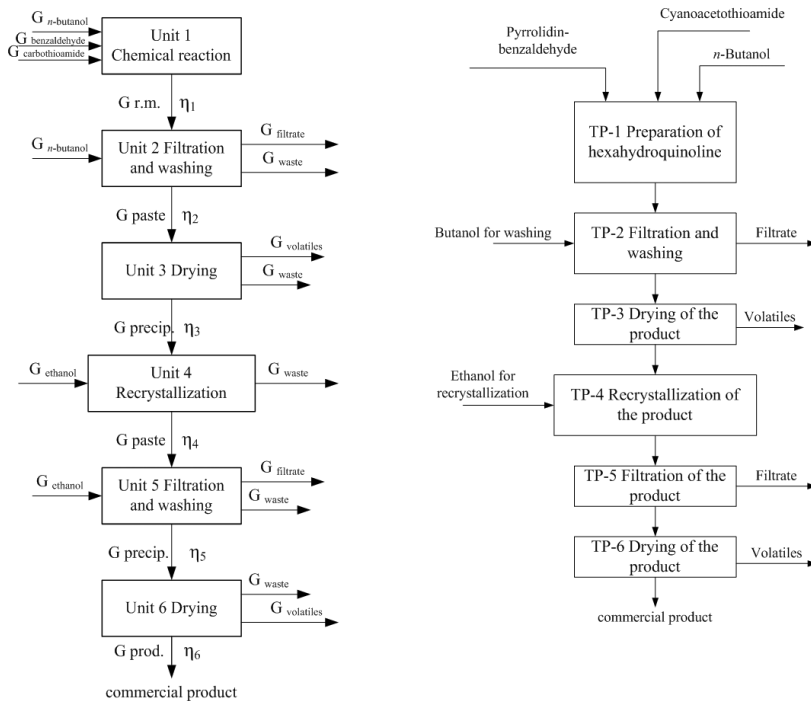 G n-butanol
G benzaldehyde
G carbothioamide
Unit 1
Chemical reaction
G r.m. η1
G n-butanol
Unit 2 Filtration
and washing
G filtrate
G waste
G paste η2
Unit 3 Drying
G volatiles
G waste
G precip. η3
G ethanol
Unit 4
Recrystallization
G waste
G paste η4
G ethanol
Unit 5 Filtration
and washing
G filtrate
G waste
G precip. η5
Unit 6 Drying
G waste
G volatiles
G prod. η6
commercial product
Pyrrolidin-
benzaldehyde
Cyanoacetothioamide
n-Butanol
TP-1 Preparation of
hexahydroquinoline
Butanol for washing
TP-2 Filtration and
washing
Filtrate
TP-3 Drying of the
product
Volatiles
Ethanol for
recrystallization
TP-4 Recrystallization of
the product
TP-5 Filtration of the
product
Filtrate
TP-6 Drying of the
product
Volatiles
commercial product